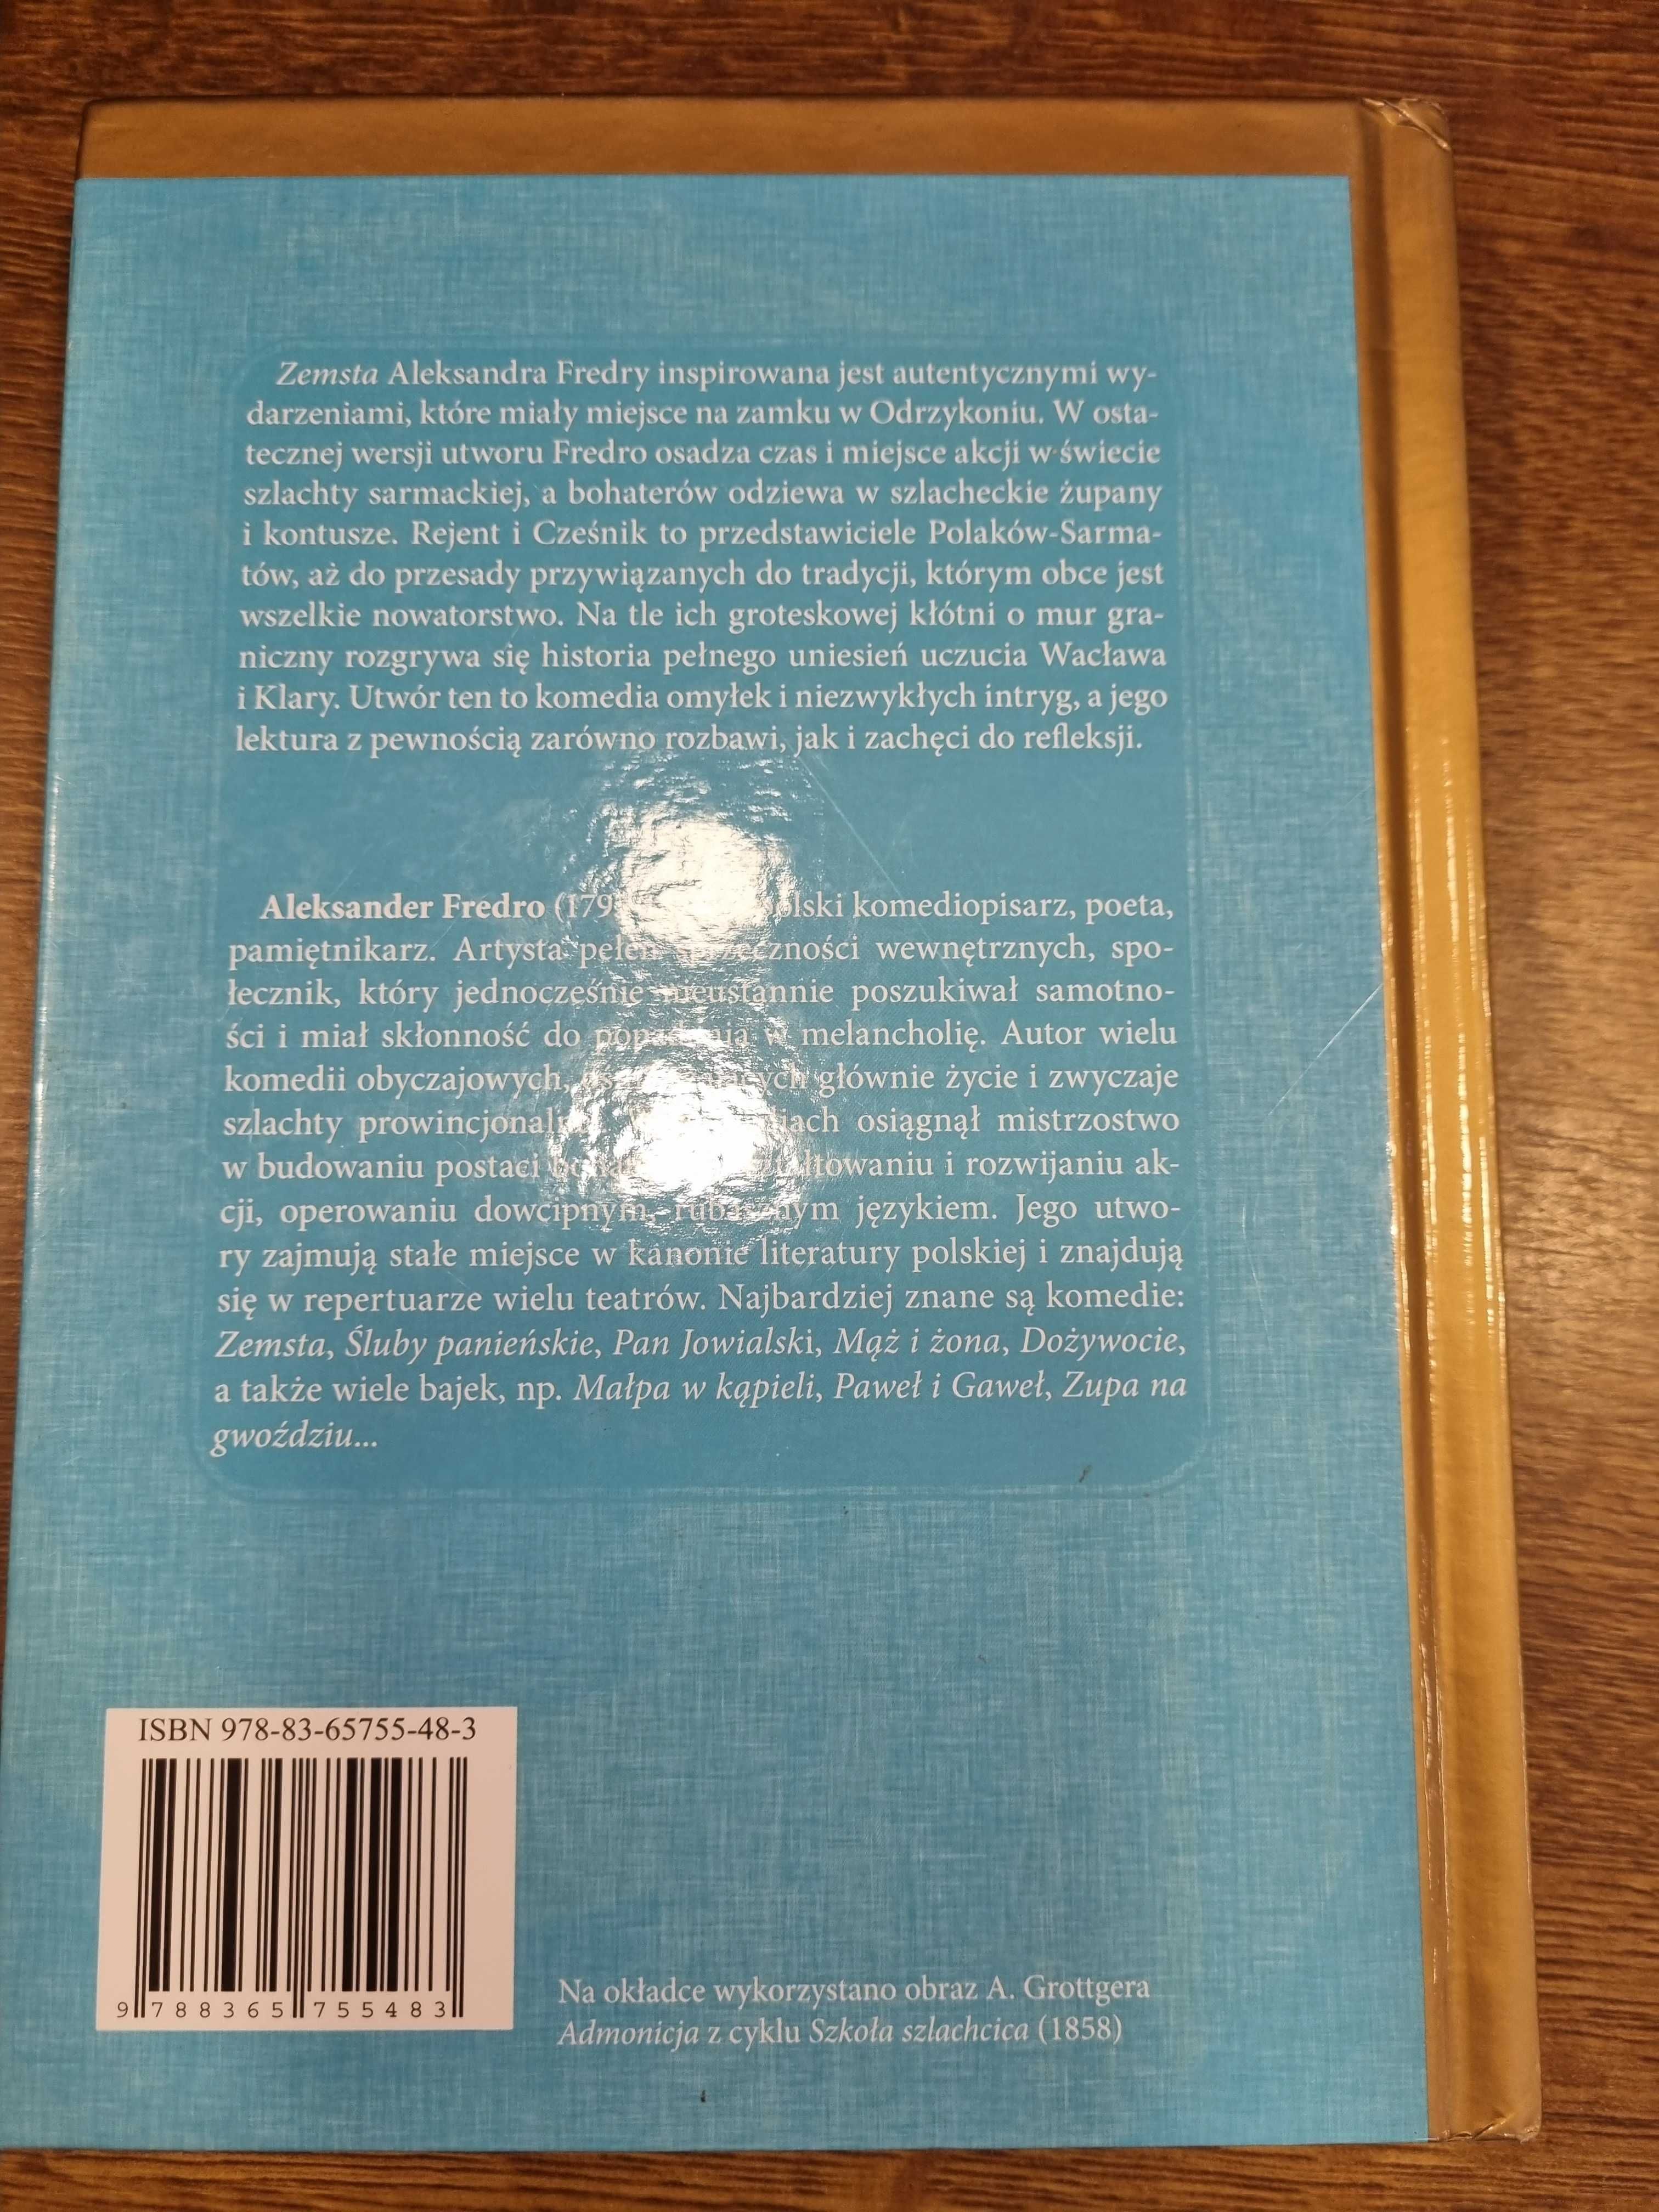 Zemsta Aleksandra Fredry inspirowana jest autentycznymi wy-
darzeniami, które miały miejsce na zamku w Odrzykoniu. W osta-
tecznej wersji utworu Fredro osadza czas i miejsce akcji w świecie
szlachty sarmackiej, a bohaterów odziewa w szlacheckie żupany
i kontusze. Rejent i Cześnik to przedstawiciele Polaków-Sarma-
tów, aż do przesady przywiązanych do tradycji, którym obce jest
wszelkie nowatorstwo. Na tle ich groteskowej kłótni o mur gra-
niczny rozgrywa się historia pełnego uniesień uczucia Wacława
i Klary. Utwór ten to komedia omyłek i niezwykłych intryg, a jego
lektura z pewnością zarówno rozbawi, jak i zachęci do refleksji.
Aleksander Fredro komediopisarz, poeta,
pamiętnikarz. Artysta pełen sprzeczności wewnętrznych, spo-
łecznik, który jednocześnie nieustannie poszukiwał samotno-
ści i miał skłonność do popadania w melancholię. Autor wielu
komedii obyczajowych, głównie życie i zwyczaje
szlachty osiągnął mistrzostwo
w budowaniu postaci i rozwijaniu ak-
cji, operowaniu dowcipnym, rubasznym językiem. Jego utwo-
ry zajmują stałe miejsce w kanonie literatury polskiej i znajdują
się w repertuarze wielu teatrów. Najbardziej znane są komedie:
Zemsta, Śluby panieńskie, Pan Jowialski, Mąż i żona, Dożywocie,
a także wiele bajek, np. Małpa w kąpieli, Paweł i Gaweł, Zupa na
gwoździu...
ISBN 978-83-65755-48-3
9 788365 755483
Na okładce wykorzystano obraz A. Grottgera
Admonicja z cyklu Szkoła szlachcica (1858)